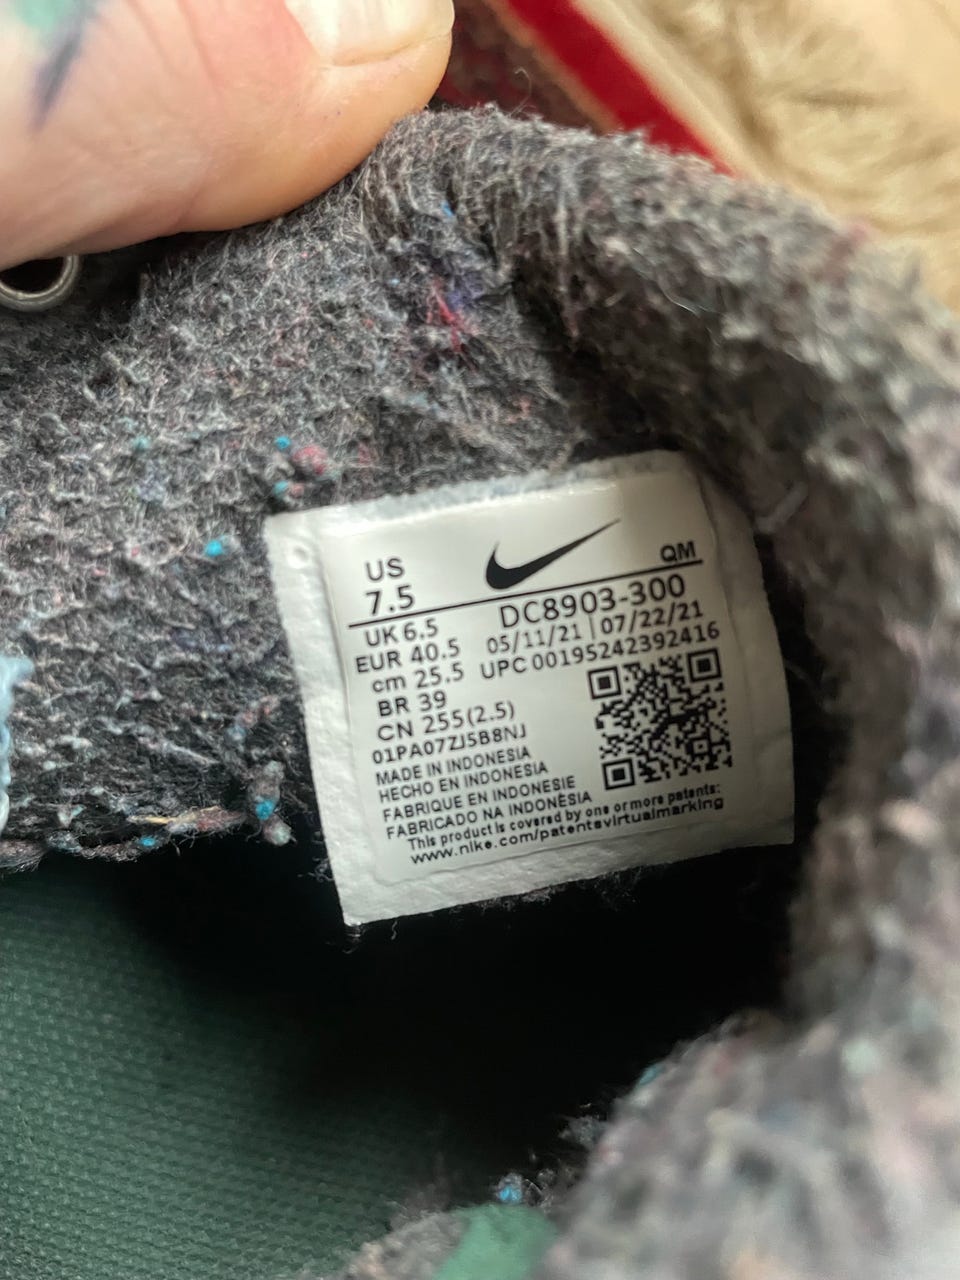 US
7.5
QM
UK 6.5
DC8903-300
EUR 40.5
05/11/21 | 07/22/21
cm 25.5
UPC 00195242392416
BR 39
CN 255(2.5)
01PA07ZJ5B8NJ
MADE IN INDONESIA
HECHO EN INDONESIA
FABRIQUE EN INDONESIE
FABRICADO NA INDONÈSIA
This product is covered by one or more patents:
www.nike.com/patentsvirtualmarking